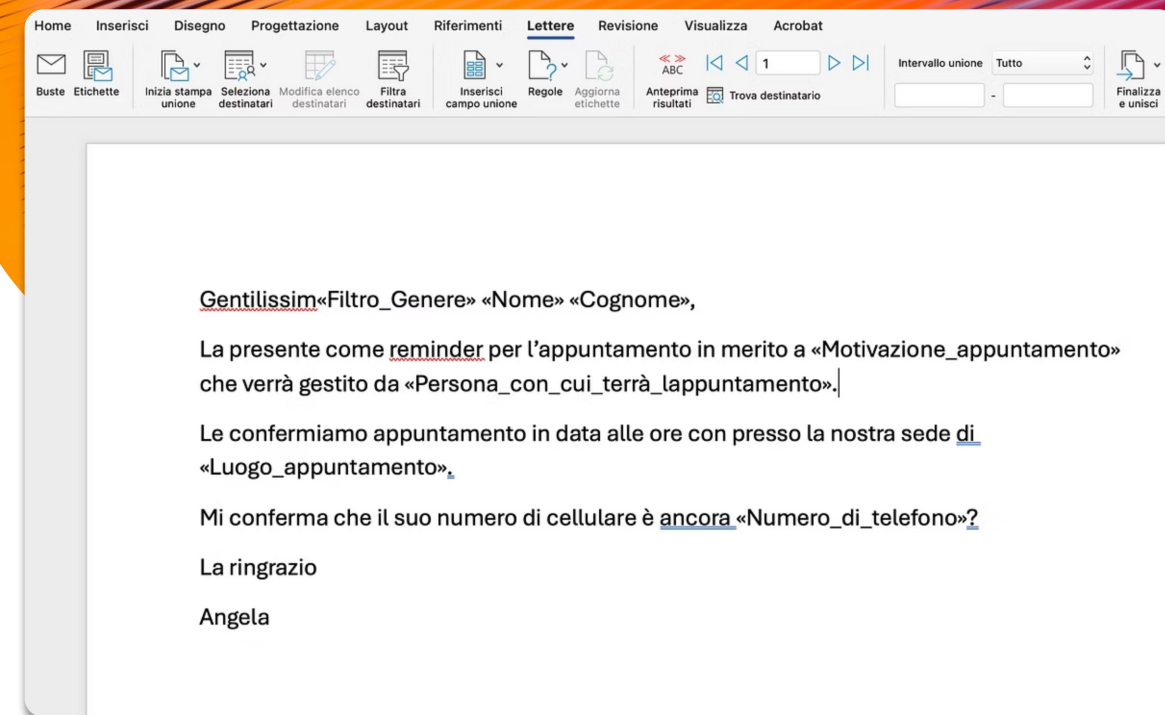 Home Inserisci Disegno Progettazione Layout Riferimenti Lettere Revisione Visualizza Acrobat
Buste Etichette Inizia stampa unione Seleziona destinatari Modifica elenco destinatari Filtra destinatari Inserisci campo unione Regole Aggiorna etichette ABC Anteprima risultati 1 Trova destinatario Intervallo unione Tutto - Finalizza e unisci
Gentilissim«Filtro_Genere» «Nome» «Cognome»,
La presente come reminder per l’appuntamento in merito a «Motivazione_appuntamento»
che verrà gestito da «Persona_con_cui_terrà_lappuntamento».
Le confermiamo appuntamento in data alle ore con presso la nostra sede di
«Luogo_appuntamento».
Mi conferma che il suo numero di cellulare è ancora «Numero_di_telefono»?
La ringrazio
Angela